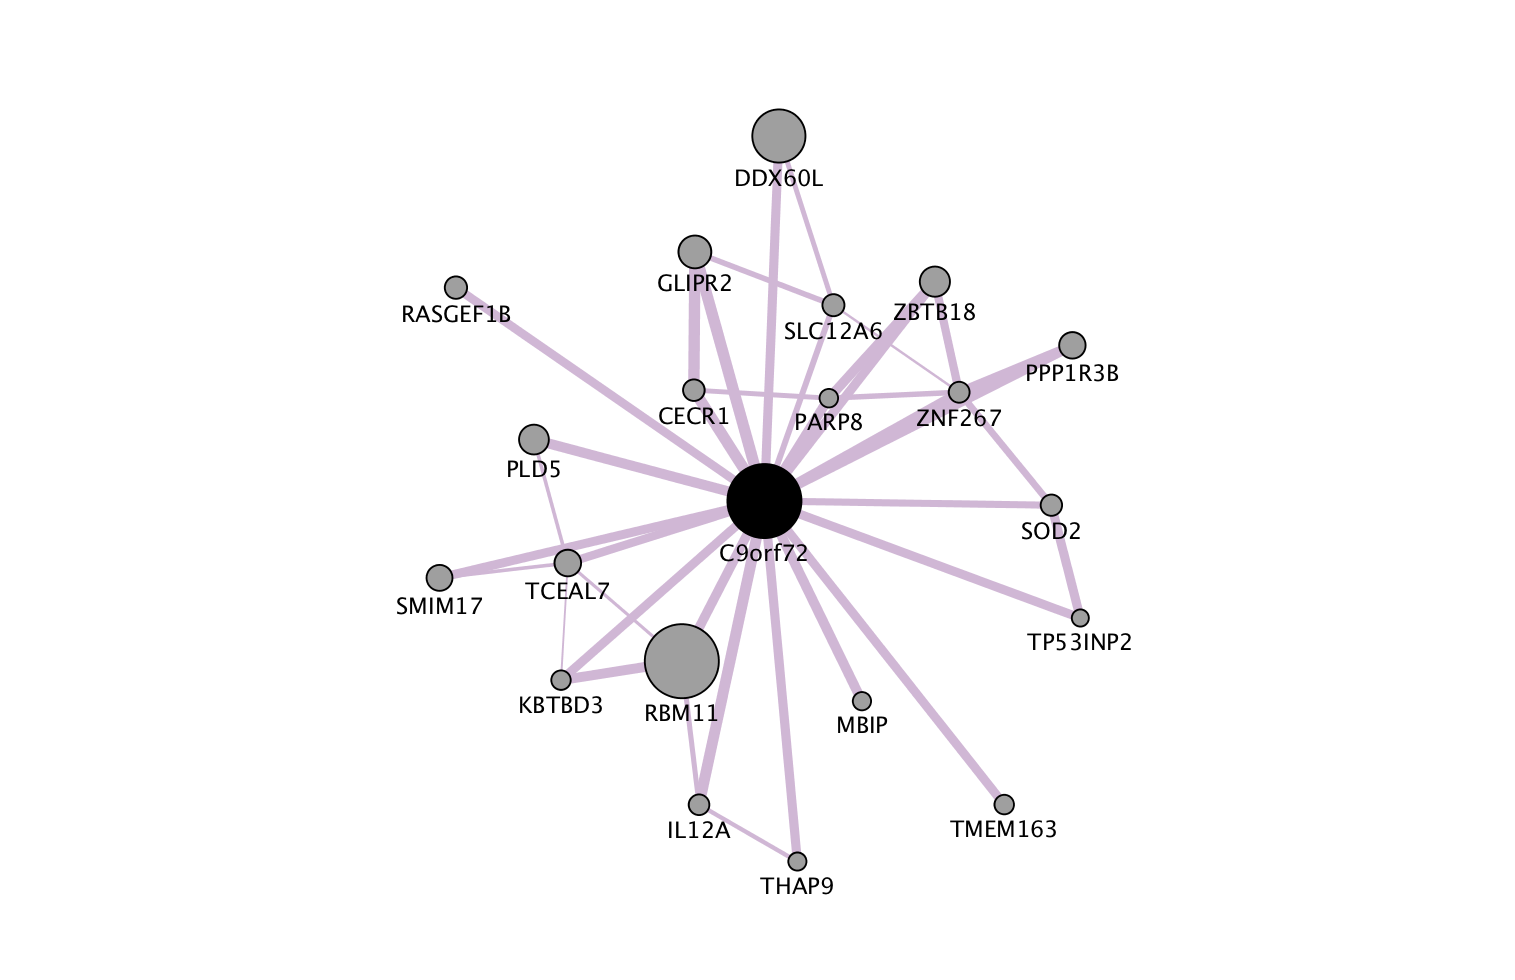 DDX60L
GLIPR2
RASGEF1B
ZBTB18
SLC12A6
PPP1R3B
CECR1
PARP8
ZNF267
PLD5
SOD2
C9orf72
TCEAL7
SMIM17
TP53INP2
KBTBD3
RBM11
MBIP
IL12A
TMEM163
THAP9